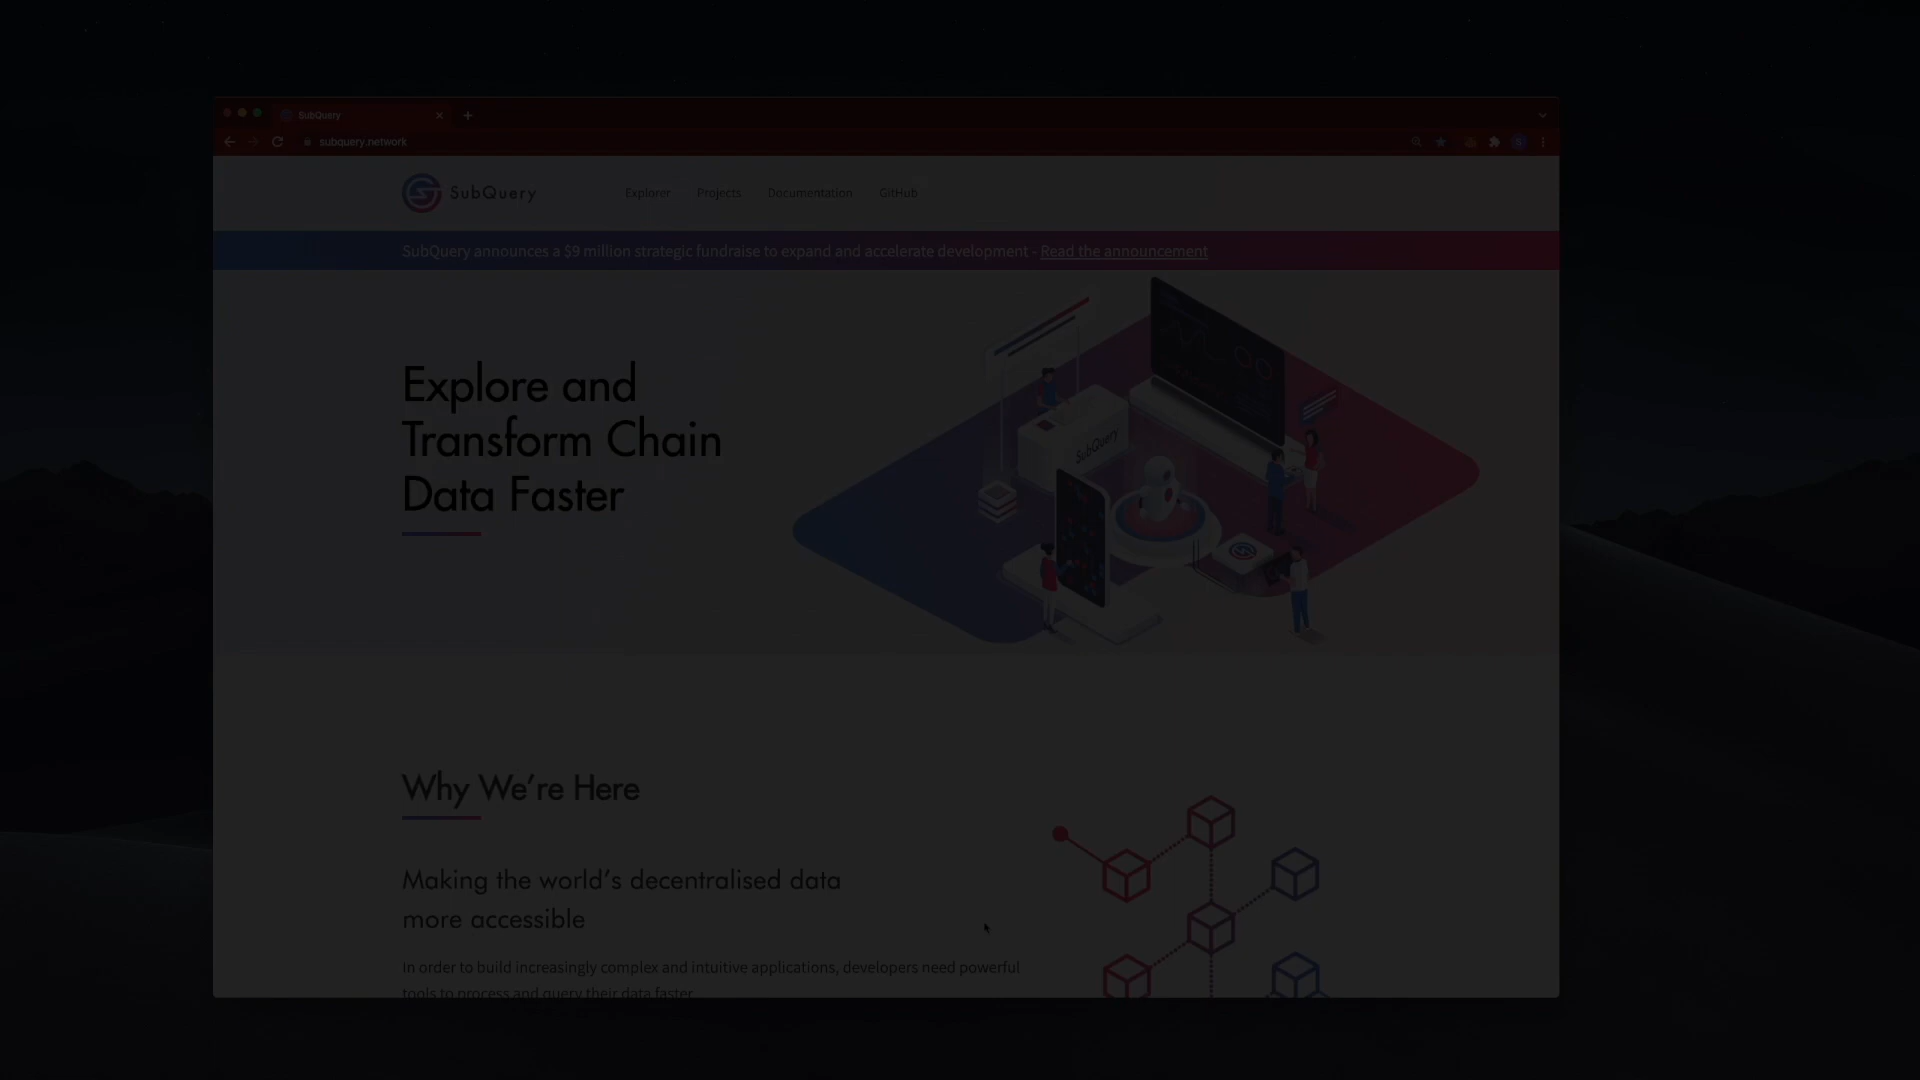 SubQuery
subquery.network
S
SubQuery
Explorer Projects Documentation GitHub
SubQuery announces a $9 million strategic fundraise to expand and accelerate development - Read the announcement
Explore and
Transform Chain
Data Faster
SubQuery
Why We're Here
Making the world's decentralised data
more accessible
In order to build increasingly complex and intuitive applications, developers need powerful
tools to process and query their data faster.